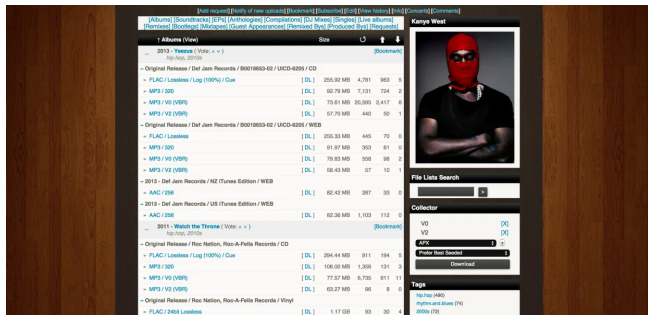 [Add request] [Notify of new uploads] [Bookmark] [Subscribe] [Edit] [View history] [Info] [Concerts] [Comments]
[Albums] [Soundtracks] [EPs] [Anthologies] [Compilations] [DJ Mixes] [Singles] [Live albums]
[Remixes] [Bootlegs] [Mixtapes] [Guest Appearances] [Remixed Bys] [Produced Bys] [Requests]
Kanye West
↑ Albums (View) Size
2013 - Yeezus ( Vote: ∧ ∨ ) [Bookmark]
hip.hop, 2010s
– Original Release / Def Jam Records / B0018653-02 / UICD-6206 / CD
» FLAC / Lossless / Log (100%) / Cue [ DL ] 255.92 MB 4,781 983 5
» MP3 / 320 [ DL ] 92.79 MB 7,131 724 2
» MP3 / V0 (VBR) [ DL ] 73.61 MB 20,595 2,417 6
» MP3 / V2 (VBR) [ DL ] 57.70 MB 440 50 1
– Original Release / Def Jam Records / B0018653-02 / UICD-6206 / WEB
» FLAC / Lossless [ DL ] 255.33 MB 445 70 0
» MP3 / 320 [ DL ] 91.97 MB 353 61 0
» MP3 / V0 (VBR) [ DL ] 79.83 MB 558 98 2
» MP3 / V2 (VBR) [ DL ] 56.43 MB 57 10 1
– 2013 - Def Jam Records / NZ iTunes Edition / WEB
» AAC / 256 [ DL ] 82.42 MB 287 33 0
– 2013 - Def Jam Records / US iTunes Edition / WEB
» AAC / 256 [ DL ] 82.36 MB 1,103 112 0
2011 - Watch the Throne ( Vote: ∧ ∨ ) [Bookmark]
hip.hop, 2010s
– Original Release / Roc Nation, Roc-A-Fella Records / CD
» FLAC / Lossless / Log (100%) / Cue [ DL ] 294.44 MB 911 194 5
» MP3 / 320 [ DL ] 106.00 MB 1,358 131 3
» MP3 / V0 (VBR) [ DL ] 77.57 MB 6,735 811 11
» MP3 / V2 (VBR) [ DL ] 63.27 MB 96 8 0
– Original Release / Roc Nation, Roc-A-Fella Records / Vinyl
» FLAC / 24bit Lossless [ DL ] 1.17 GB 93 30 4
File Lists Search
Collector
V0 [X]
V2 [X]
APX
Prefer Best Seeded
Download
Tags
hip.hop (490)
rhythm.and.blues (74)
2000s (72)